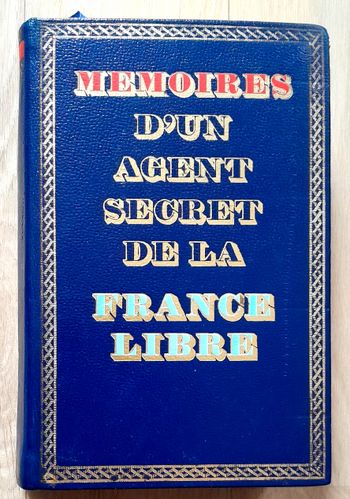 MEMOIRES
D'UN
AGENT
SECRET
DE LA
FRANCE
LIBRE